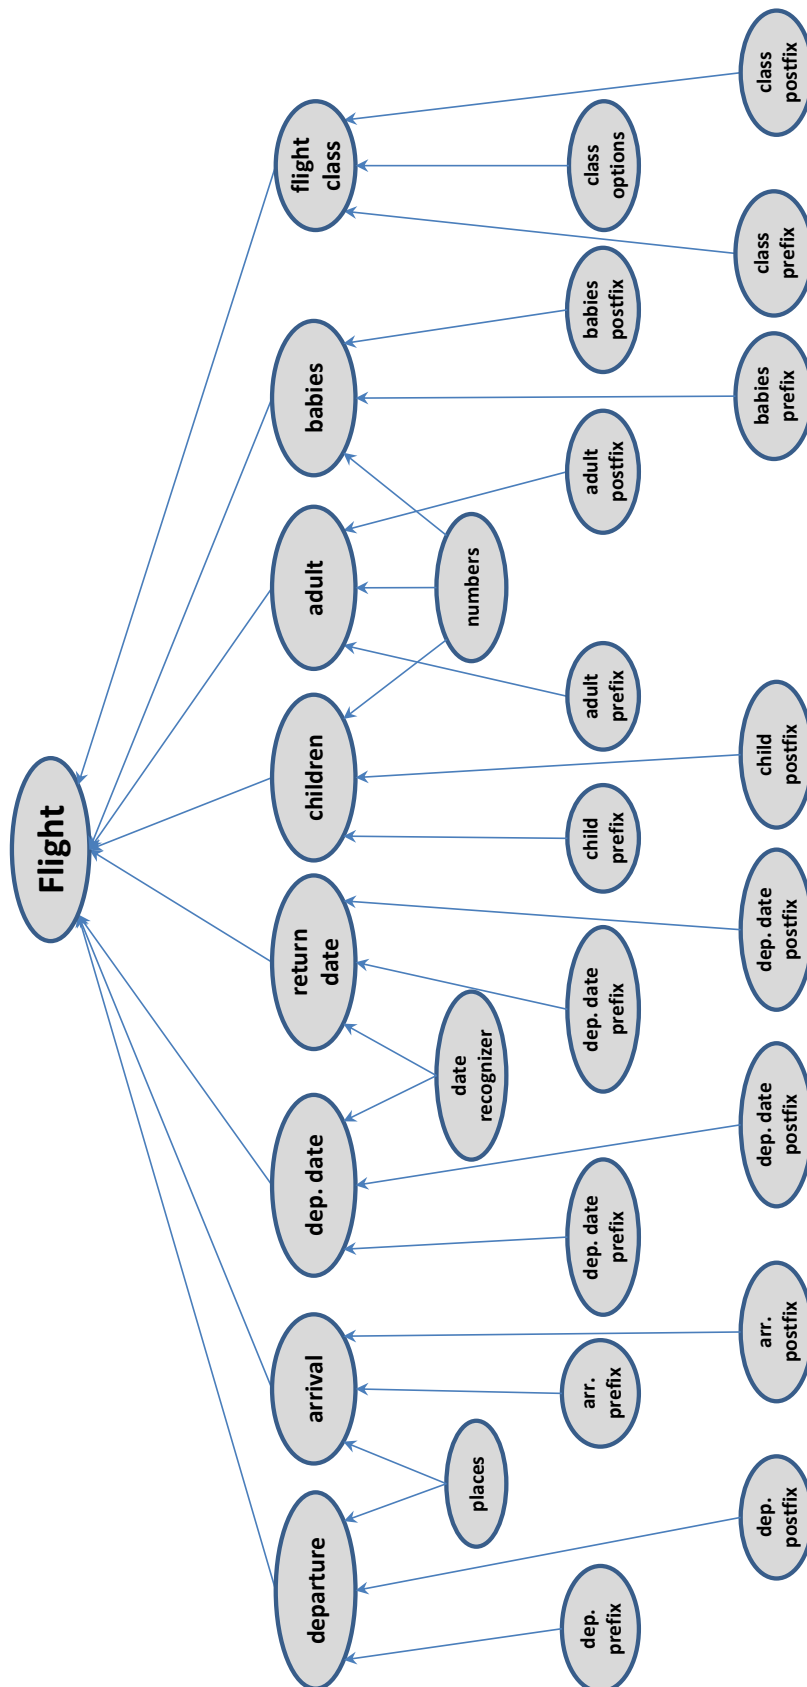 Flight
departure
arrival
dep. date
return
date
children
adult
babies
flight
class
places
date
recognizer
numbers
dep.
prefix
arr.
prefix
dep. date
prefix
dep. date
prefix
child
prefix
adult
prefix
adult
postfix
babies
postfix
class
options
dep.
postfix
arr.
postfix
dep. date
postfix
dep. date
postfix
child
postfix
babies
prefix
class
prefix
class
postfix